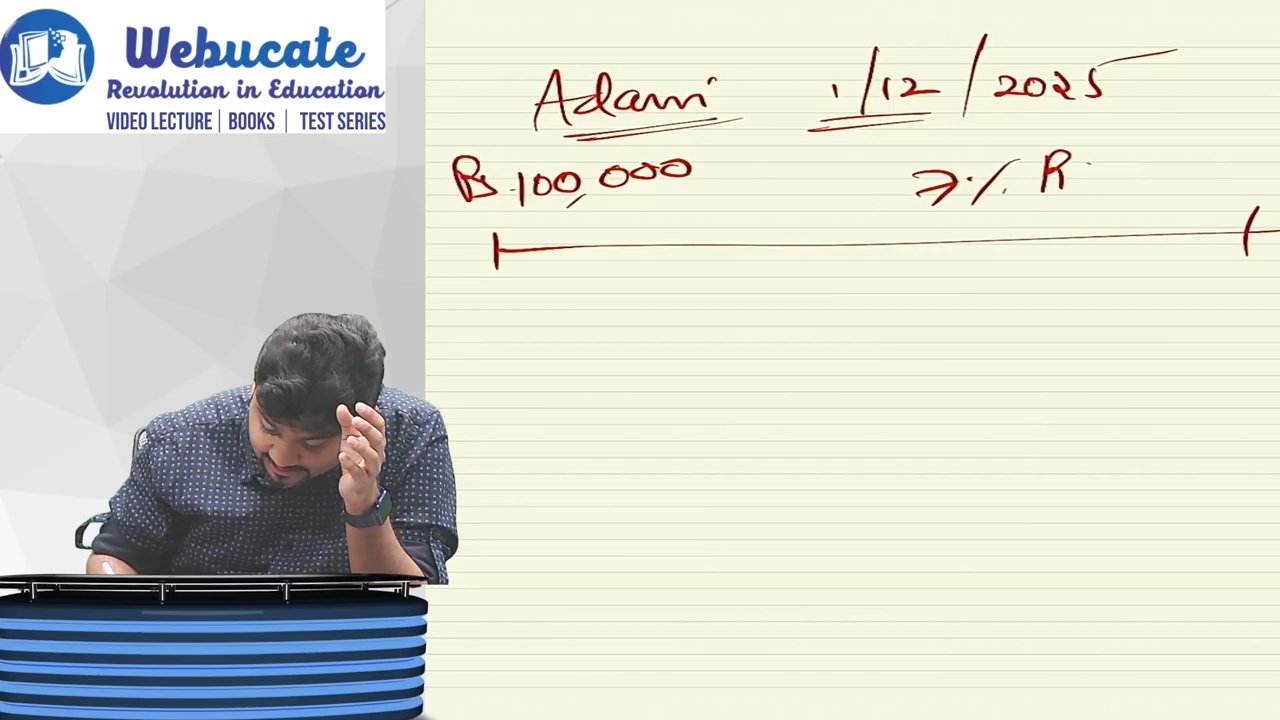 Webucate
Revolution in Education
VIDEO LECTURE | BOOKS | TEST SERIES
Adani 1/12/2025
Rs.100,000 7% R